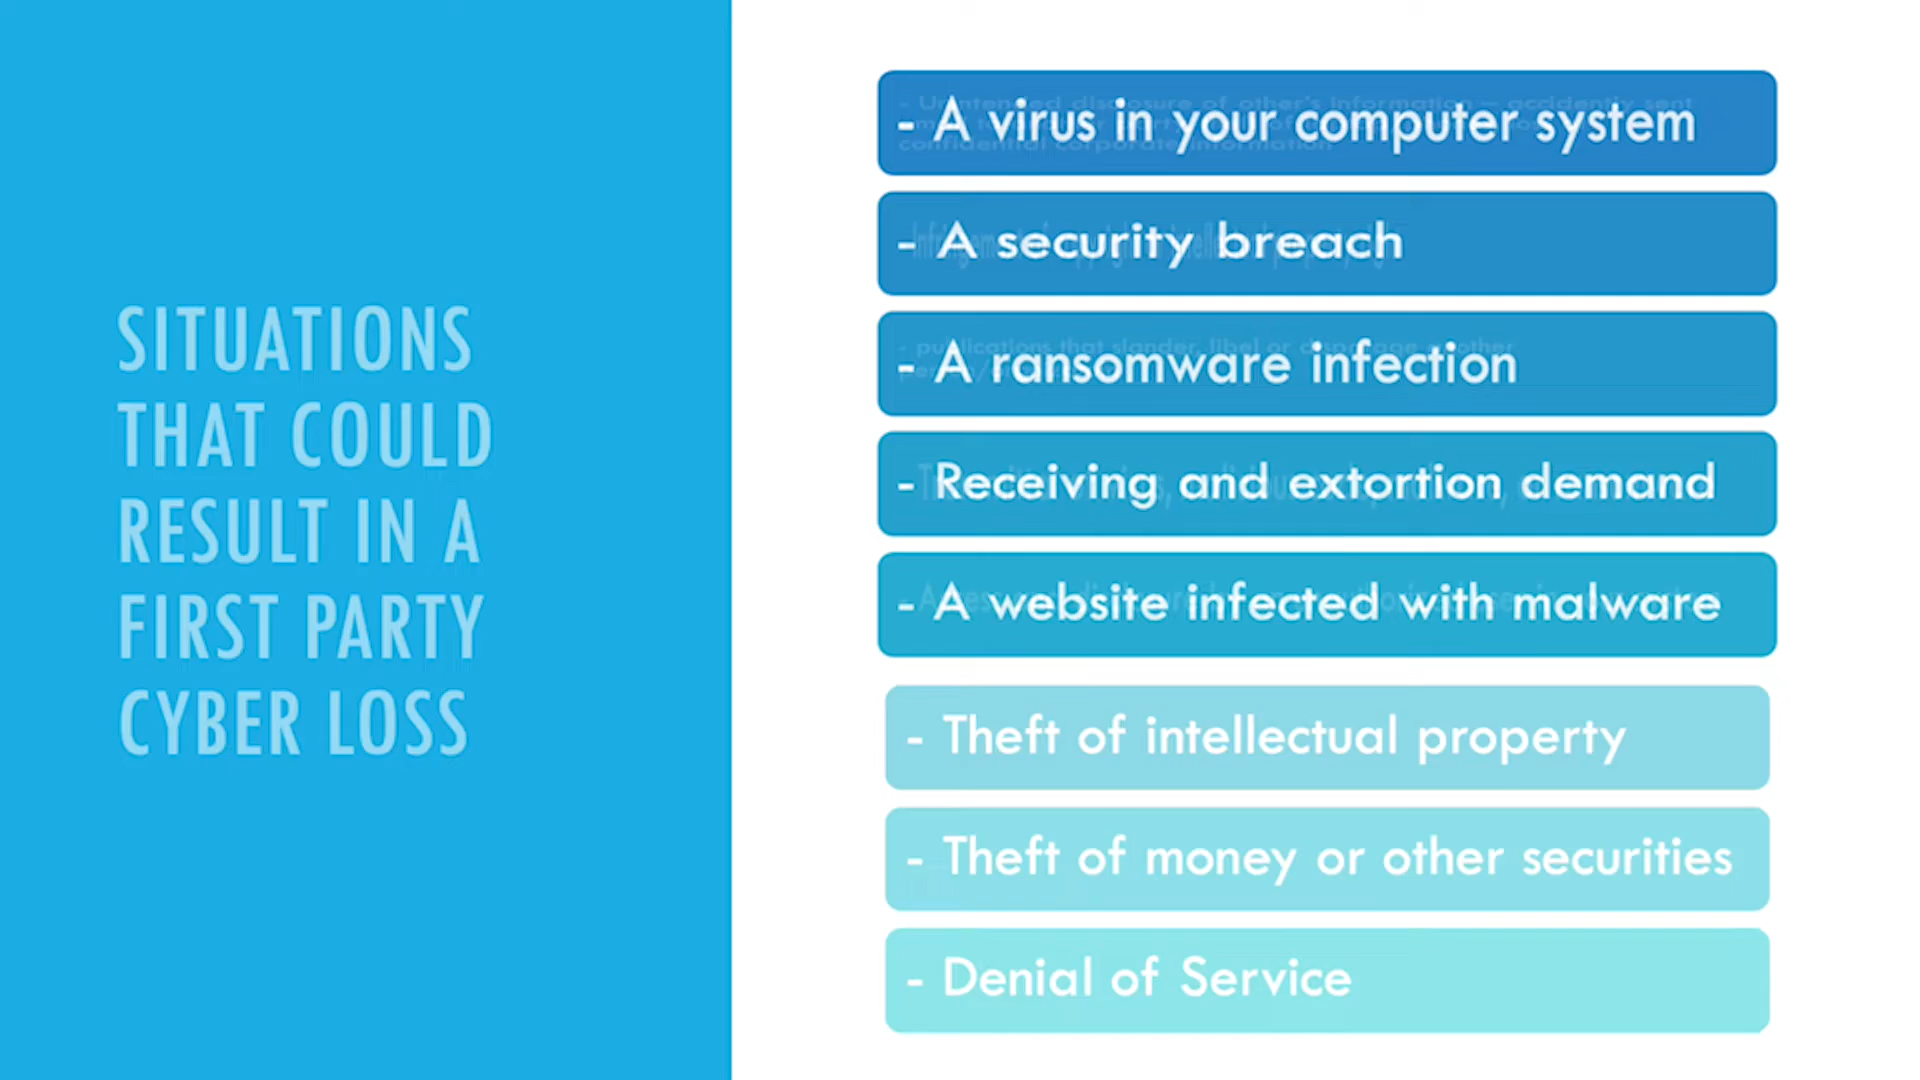 SITUATIONS
THAT COULD
RESULT IN A
FIRST PARTY
CYBER LOSS
- A virus in your computer system
- A security breach
- A ransomware infection
- Receiving and extortion demand
- A website infected with malware
- Theft of intellectual property
- Theft of money or other securities
- Denial of Service